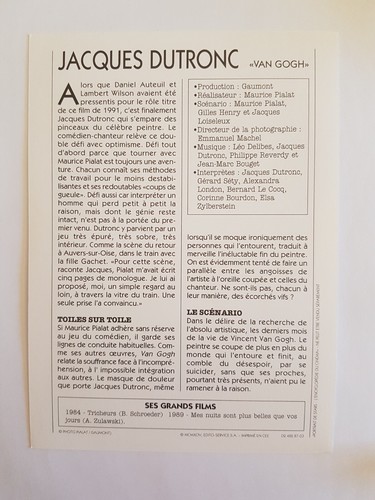 JACQUES DUTRONC «VAN GOGH»
Alors que Daniel Auteuil et
Lambert Wilson avaient été
pressentis pour le rôle titre
de ce film de 1991, c'est finalement
Jacques Dutronc qui s'empare des
pinceaux du célèbre peintre. Le
comédien-chanteur relève ce dou-
ble défi avec optimisme. Défi tout
d'abord parce que tourner avec
Maurice Pialat est toujours une aven-
ture. Chacun connaît ses méthodes
de travail pour le moins destabi-
lisantes et ses redoutables «coups de
gueule». Défi aussi car interpréter un
homme qui perd petit à petit la
raison, mais dont le génie reste
intact, n'est pas à la portée du pre-
mier venu. Dutronc y parvient par un
jeu très épuré, très sobre, très
intérieur. Comme la scène du retour
à Auvers-sur-Oise, dans le train avec
la fille Gachet. «Pour cette scène,
raconte Jacques, Pialat m'avait écrit
cinq pages de monologue. Je lui ai
proposé, moi, un simple regard au
loin, à travers la vitre du train. Une
seule prise l'a convaincu.»
TOILES SUR TOILE
Si Maurice Pialat adhère sans réserve
au jeu du comédien, il garde ses
lignes de conduite habituelles. Com-
me ses autres œuvres, Van Gogh
relate la souffrance face à l'incompré-
hension, à l' impossible intégration
aux autres. Le masque de douleur
que porte Jacques Dutronc, même
•Production : Gaumont
•Réalisateur : Maurice Pialat
•Scénario : Maurice Pialat,
Gilles Henry et Jacques
Loiseleux
•Directeur de la photographie :
Emmanuel Machel
•Musique : Léo Delibes, Jacques
Dutronc, Philippe Reverdy et
Jean-Marc Bouget
•Interprètes : Jacques Dutronc,
Gérard Séty, Alexandra
London, Bernard Le Cocq,
Corinne Bourdon, Elsa
Zylberstein
lorsqu'il se moque ironiquement des
personnes qui l'entourent, traduit à
merveille l'inéluctable fin du peintre.
On est évidemment tenté de faire un
parallèle entre les angoisses de
l'artiste à l'oreille coupée et celles du
chanteur. Ne sont-ils pas, chacun à
leur manière, des écorchés vifs ?
LE SCÉNARIO
Dans le délire de la recherche de
l'absolu artistique, les derniers mois
de la vie de Vincent Van Gogh. Le
peintre se coupe de plus en plus du
monde qui l'entoure et finit, au
comble du désespoir, par se
suicider, sans que ses proches,
pourtant très présents, n'aient pu le
ramener à la raison.
SES GRANDS FILMS
1984 - Tricheurs (B. Schroeder) 1989 - Mes nuits sont plus belles que vos
jours (A. Zulawski).